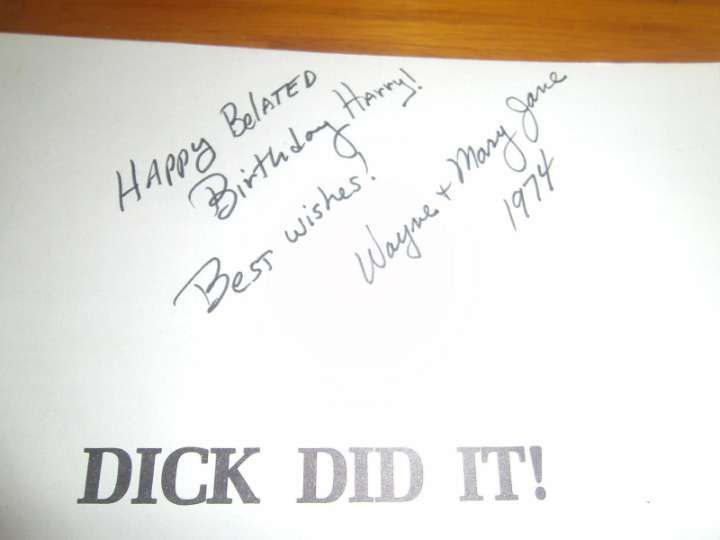 HAPPY BELATED
Birthday Harry!
Best wishes!
Wayne + Mary Jane
1974
DICK DID IT!